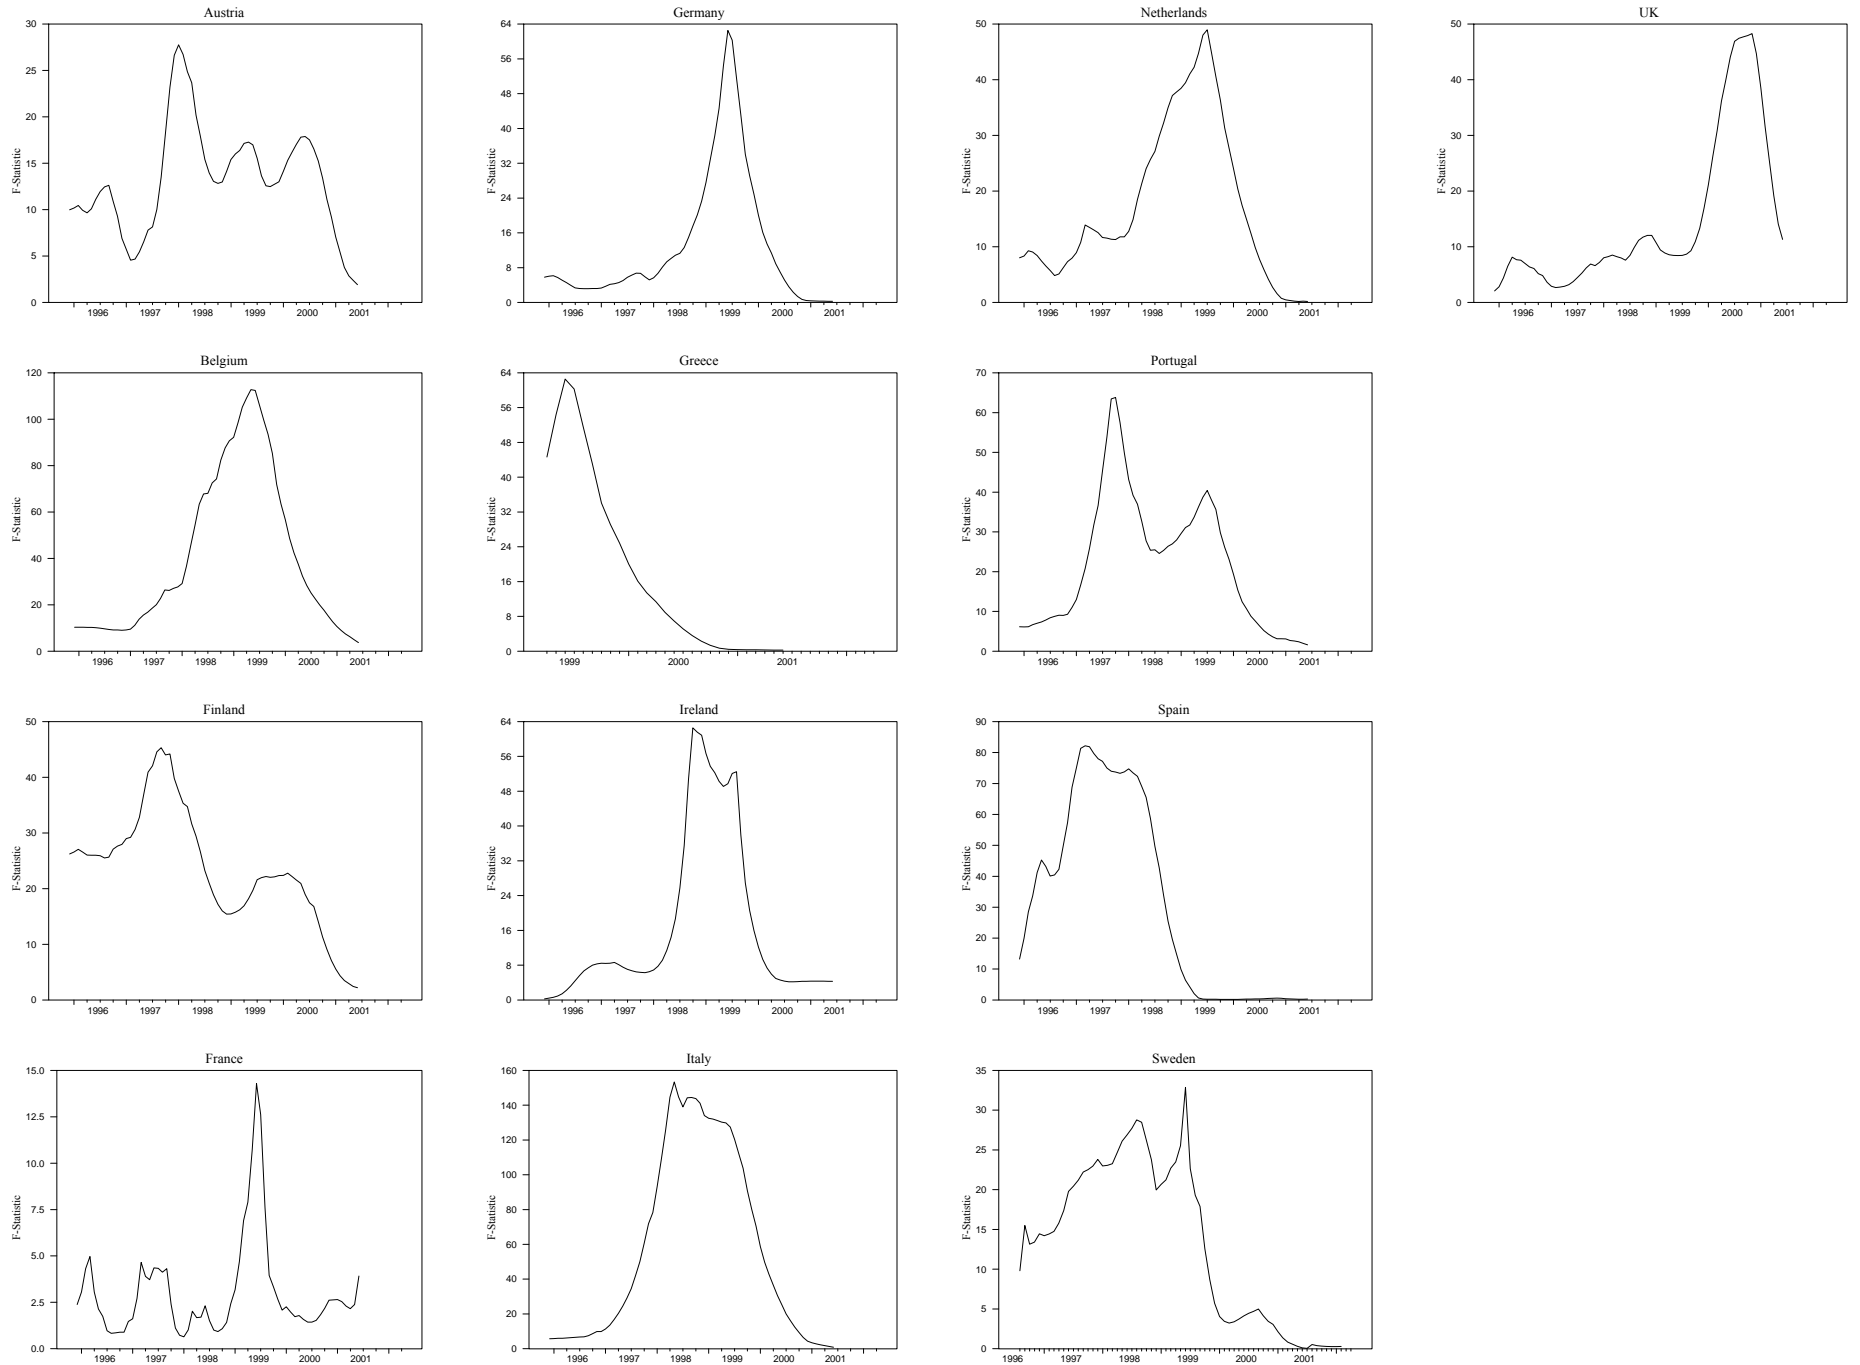 Austria
30
25
20
15
10
5
0
F-Statistic
1996 1997 1998 1999 2000 2001
Germany
64
56
48
40
32
24
16
8
0
F-Statistic
1996 1997 1998 1999 2000 2001
Netherlands
50
40
30
20
10
0
F-Statistic
1996 1997 1998 1999 2000 2001
UK
50
40
30
20
10
0
F-Statistic
1996 1997 1998 1999 2000 2001
Belgium
120
100
80
60
40
20
0
F-Statistic
1996 1997 1998 1999 2000 2001
Greece
64
56
48
40
32
24
16
8
0
F-Statistic
1999 2000 2001
Portugal
70
60
50
40
30
20
10
0
F-Statistic
1996 1997 1998 1999 2000 2001
Finland
50
40
30
20
10
0
F-Statistic
1996 1997 1998 1999 2000 2001
Ireland
64
56
48
40
32
24
16
8
0
F-Statistic
1996 1997 1998 1999 2000 2001
Spain
90
80
70
60
50
40
30
20
10
0
F-Statistic
1996 1997 1998 1999 2000 2001
France
15.0
12.5
10.0
7.5
5.0
2.5
0.0
F-Statistic
1996 1997 1998 1999 2000 2001
Italy
160
140
120
100
80
60
40
20
0
F-Statistic
1996 1997 1998 1999 2000 2001
Sweden
35
30
25
20
15
10
5
0
F-Statistic
1996 1997 1998 1999 2000 2001